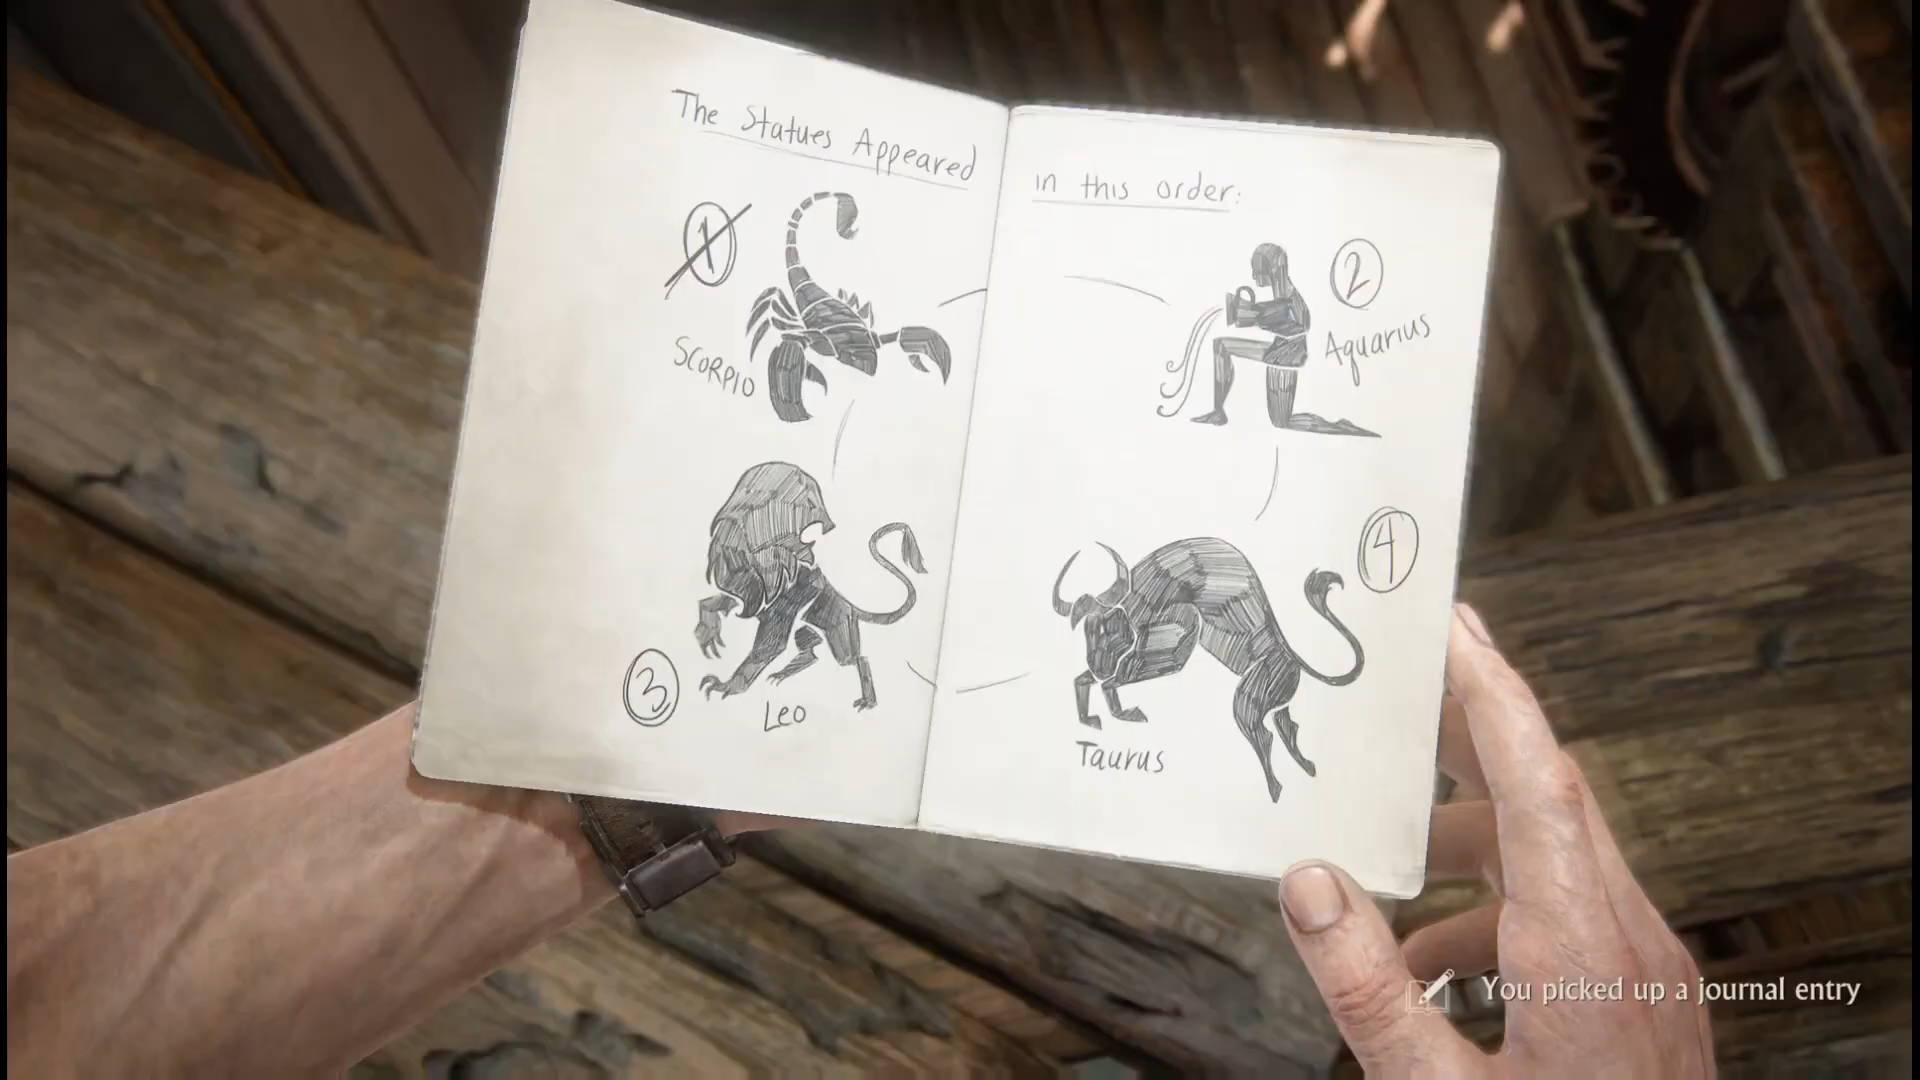 The Statues Appeared
in this order:
1
SCORPIO
2
Aquarius
3
Leo
4
Taurus
You picked up a journal entry